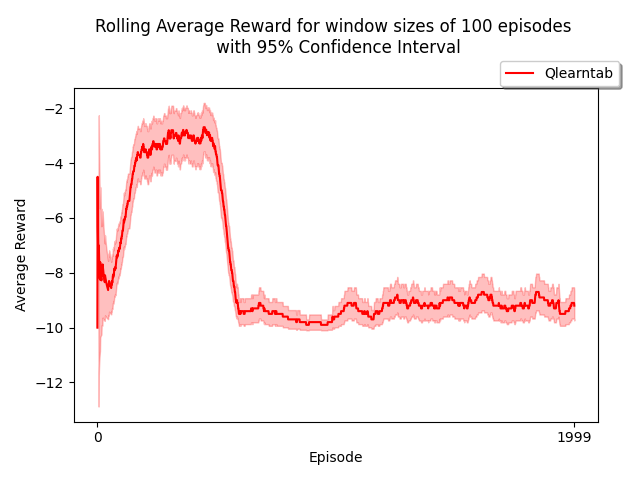 Rolling Average Reward for window sizes of 100 episodes
with 95% Confidence Interval
Qlearntab
−2
−4
−6
−8
−10
−12
Average Reward
0
1999
Episode